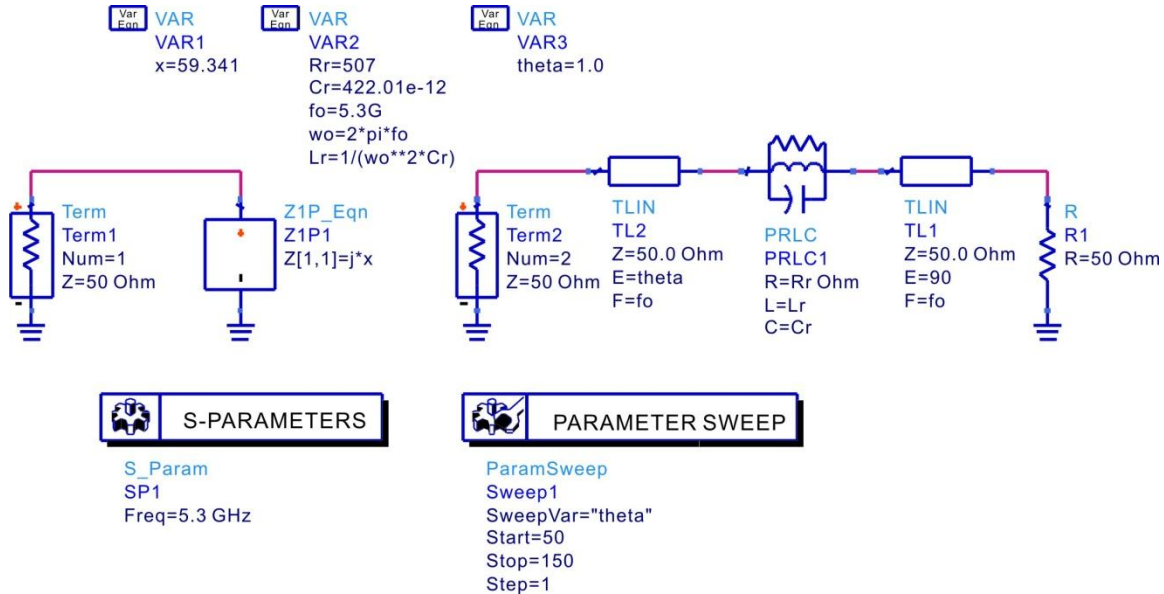 Var
Eqn
VAR
VAR1
x=59.341
Var
Eqn
VAR
VAR2
Rr=507
Cr=422.01e-12
fo=5.3G
wo=2*pi*fo
Lr=1/(wo**2*Cr)
Var
Eqn
VAR
VAR3
theta=1.0
Term
Term1
Num=1
Z=50 Ohm
Z1P_Eqn
Z1P1
Z[1,1]=j*x
Term
Term2
Num=2
Z=50 Ohm
TLIN
TL2
Z=50.0 Ohm
E=theta
F=fo
PRLC
PRLC1
R=Rr Ohm
L=Lr
C=Cr
TLIN
TL1
Z=50.0 Ohm
E=90
F=fo
R
R1
R=50 Ohm
S-PARAMETERS
S_Param
SP1
Freq=5.3 GHz
PARAMETER SWEEP
ParamSweep
Sweep1
SweepVar="theta"
Start=50
Stop=150
Step=1